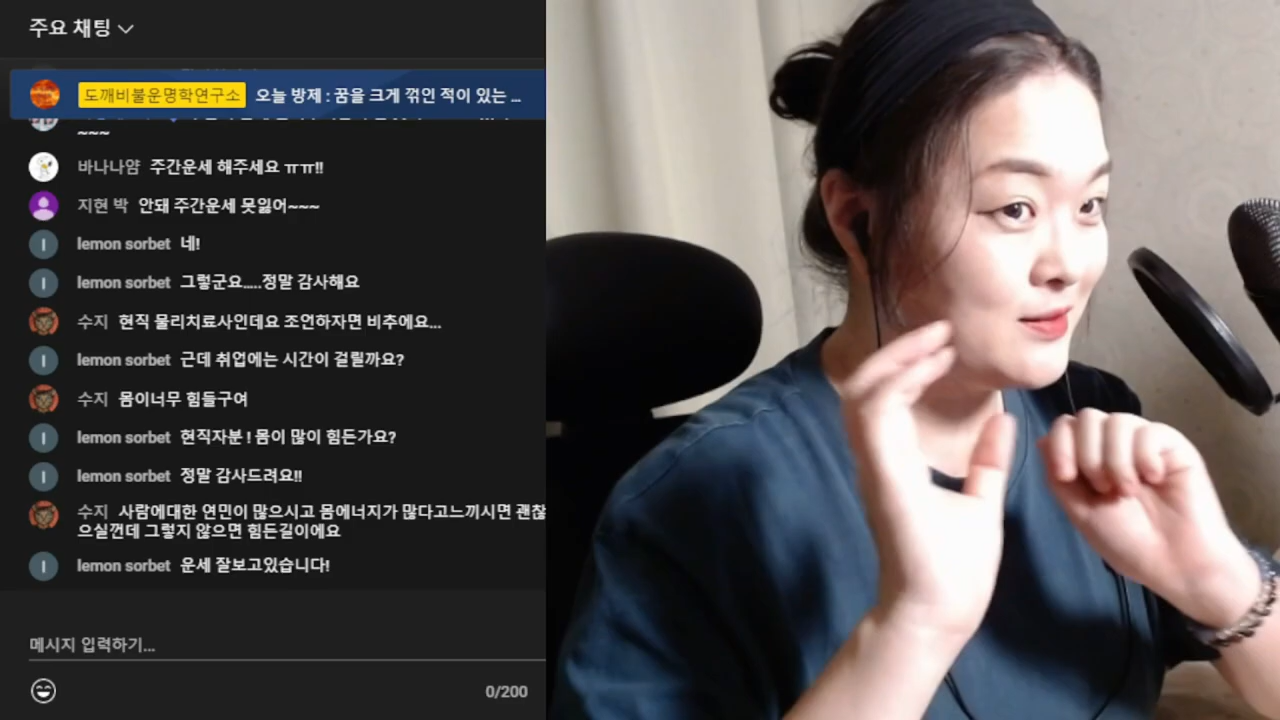 주요 채팅
도깨비불운명학연구소 오늘 방제 : 꿈을 크게 꺾인 적이 있는 ...
~~~
바나나얌 주간운세 해주세요 ㅠㅠ!!
지현 박 안돼 주간운세 못잃어~~~
lemon sorbet 네!
lemon sorbet 그렇군요.....정말 감사해요
수지 현직 물리치료사인데요 조언하자면 비추에요...
lemon sorbet 근데 취업에는 시간이 걸릴까요?
수지 몸이너무 힘들구여
lemon sorbet 현직자분 ! 몸이 많이 힘든가요?
lemon sorbet 정말 감사드려요!!
수지 사람에대한 연민이 많으시고 몸에너지가 많다고느끼시면 괜찮
으실껀데 그렇지 않으면 힘든길이에요
lemon sorbet 운세 잘보고있습니다!
메시지 입력하기...
0/200